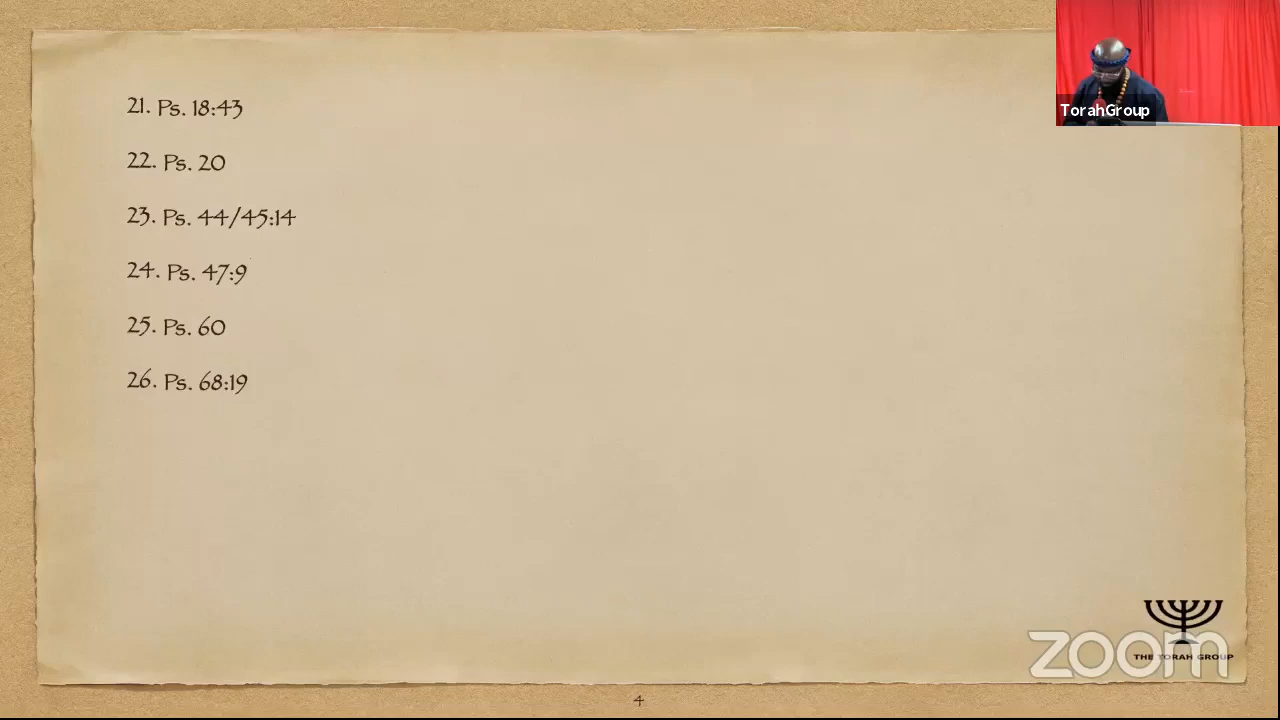 TorahGroup
21. Ps. 18:43
22. Ps. 20
23. Ps. 44/45:14
24. Ps. 47:9
25. Ps. 60
26. Ps. 68:19
zoom
THE TORAH GROUP
4